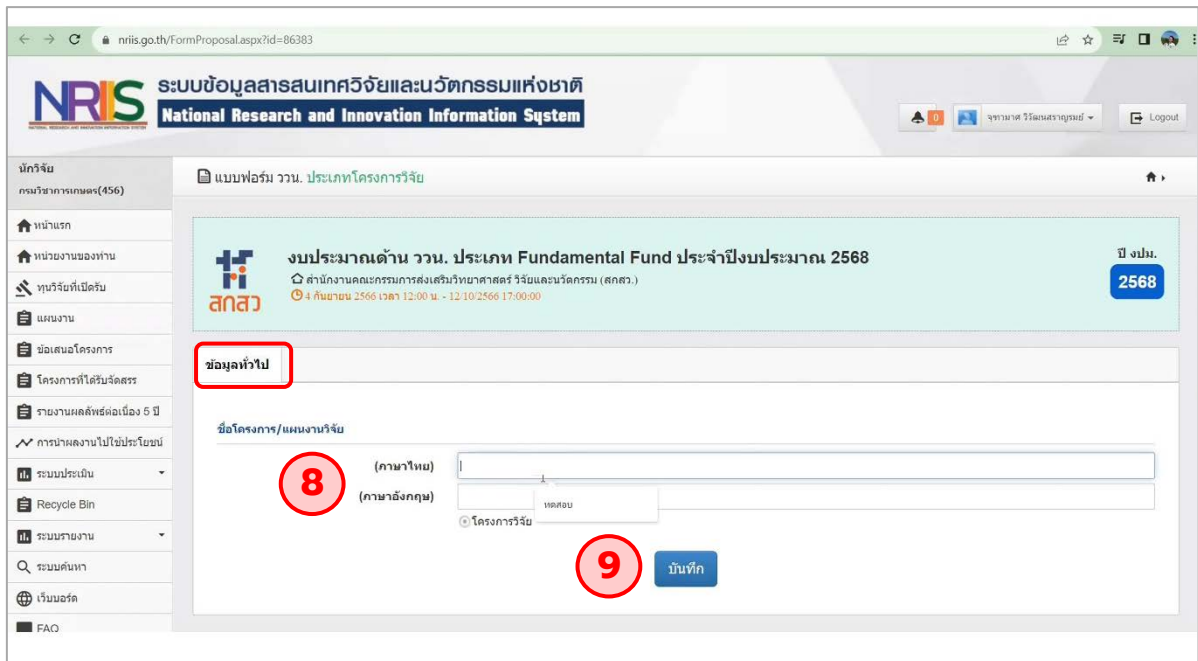 nriis.go.th/FormProposal.aspx?id=86383
NRIIS
ระบบข้อมูลสารสนเทศวิจัยและนวัตกรรมแห่งชาติ
National Research and Innovation Information System
NATIONAL RESEARCH AND INNOVATION INFORMATION SYSTEM
0
Logout
นักวิจัย
กรมวิชาการเกษตร(456)
แบบฟอร์ม ววน. ประเภทโครงการวิจัย
หน้าแรก
หน่วยงานของท่าน
ทุนวิจัยที่เปิดรับ
แผนงาน
ข้อเสนอโครงการ
โครงการที่ได้รับจัดสรร
รายงานผลลัพธ์ต่อเนื่อง 5 ปี
การนำผลงานไปใช้ประโยชน์
ระบบประเมิน
Recycle Bin
ระบบรายงาน
ระบบค้นหา
เว็บบอร์ด
FAQ
สกสว
งบประมาณด้าน ววน. ประเภท Fundamental Fund ประจำปีงบประมาณ 2568
สำนักงานคณะกรรมการส่งเสริมวิทยาศาสตร์ วิจัยและนวัตกรรม (สกสว.)
4 กันยายน 2566 เวลา 12:00 น. - 12/10/2566 17:00:00
ปี งปม.
2568
ข้อมูลทั่วไป
ชื่อโครงการ/แผนงานวิจัย
8
(ภาษาไทย)
(ภาษาอังกฤษ)
ทดสอบ
โครงการวิจัย
9
บันทึก